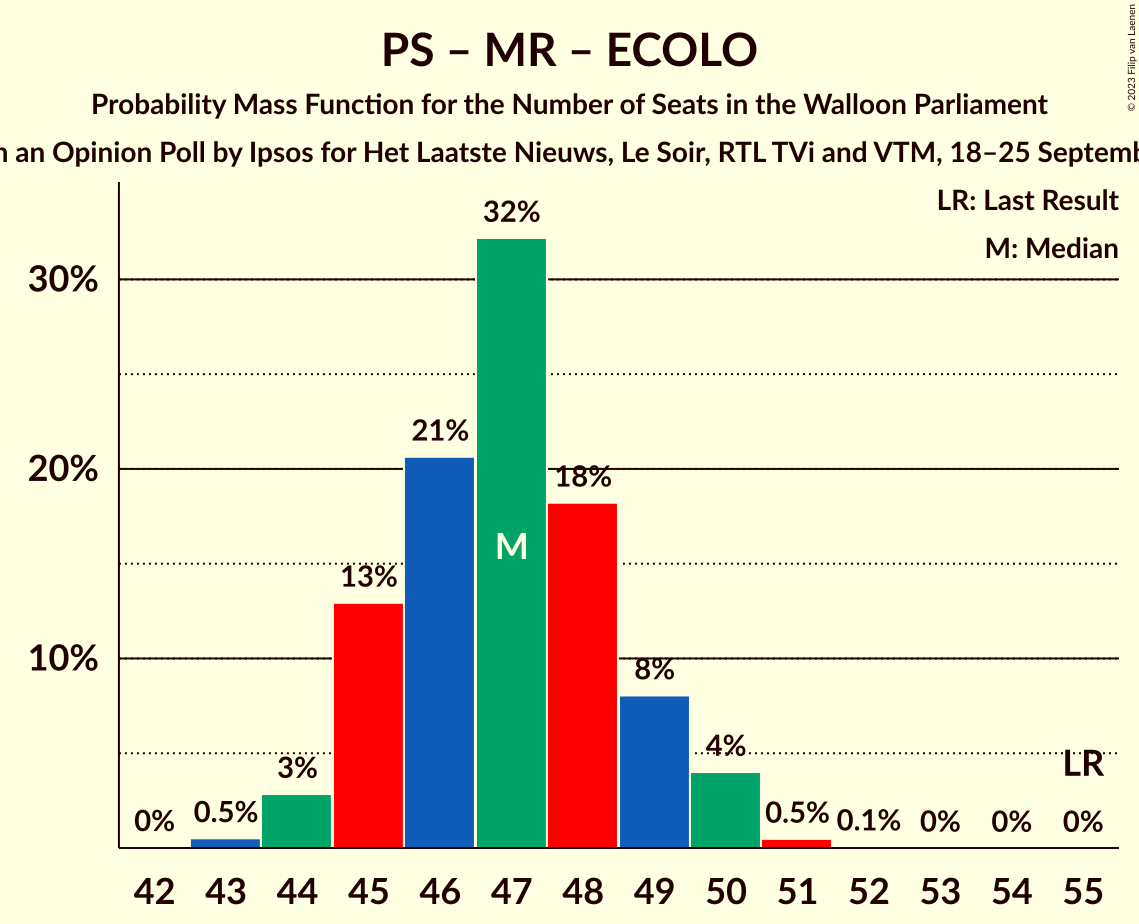 PS – MR – ECOLO
Probability Mass Function for the Number of Seats in the Walloon Parliament
an Opinion Poll by Ipsos for Het Laatste Nieuws, Le Soir, RTL TVi and VTM, 18–25
© 2023 Filip van Laenen
LR: Last Result
M: Median
30%
20%
10%
0%
0.5%
3%
13%
21%
32%
18%
8%
4%
0.5%
0.1%
0%
0%
0%
M
LR
42 43 44 45 46 47 48 49 50 51 52 53 54 55